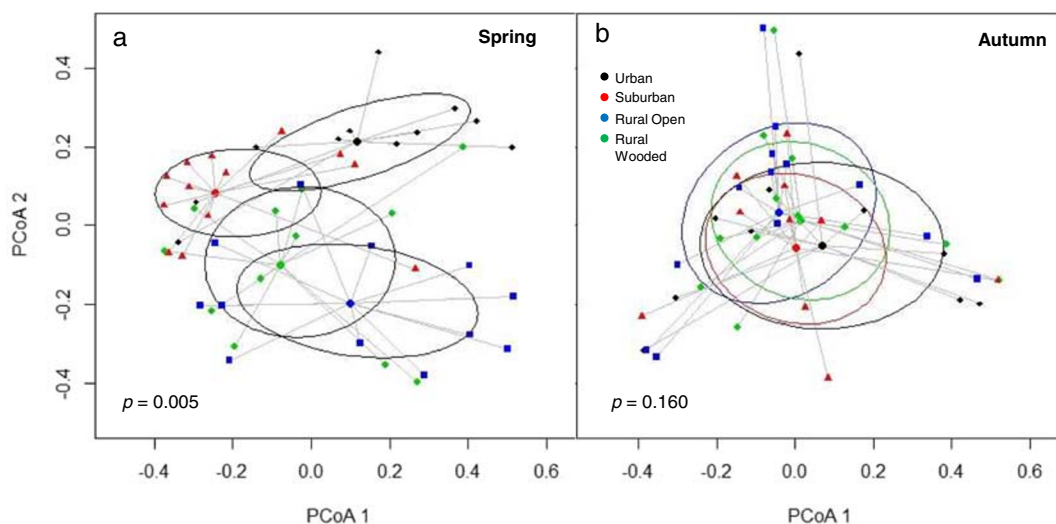 a
Spring
b
Autumn
Urban
Suburban
Rural Open
Rural
Wooded
PCoA 2
0.4
0.2
0.0
-0.2
-0.4
p = 0.005
p = 0.160
-0.4 -0.2 0.0 0.2 0.4 0.6
-0.4 -0.2 0.0 0.2 0.4 0.6
PCoA 1
PCoA 1